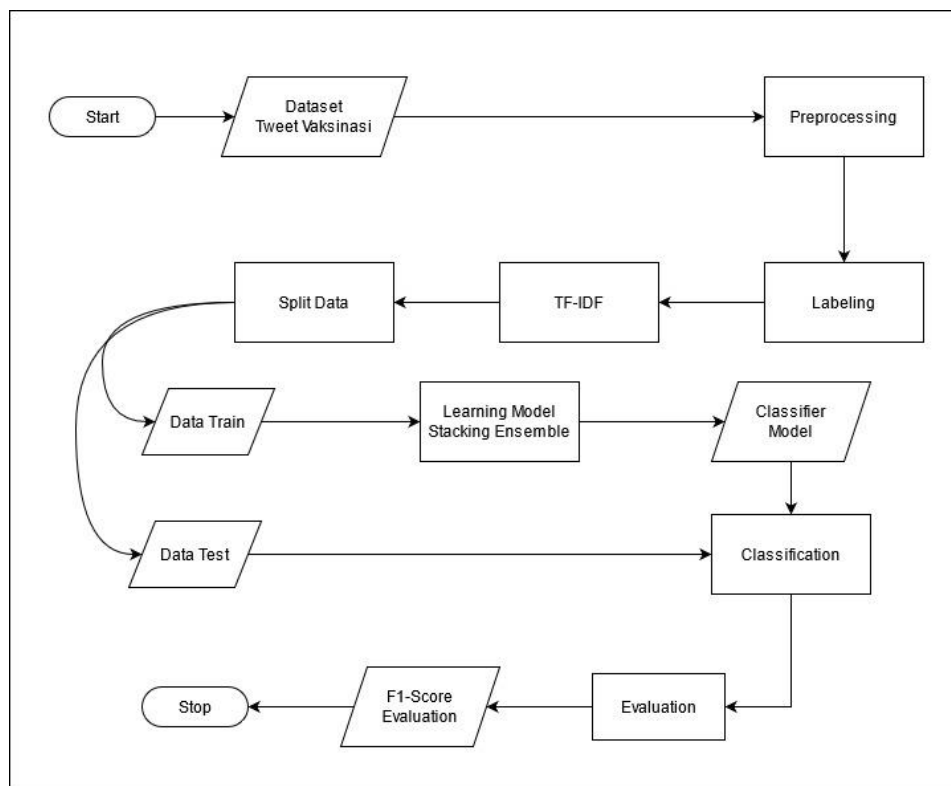 Start
Dataset
Tweet Vaksinasi
Preprocessing
Labeling
TF-IDF
Split Data
Data Train
Learning Model
Stacking Ensemble
Classifier
Model
Data Test
Classification
Evaluation
F1-Score
Evaluation
Stop